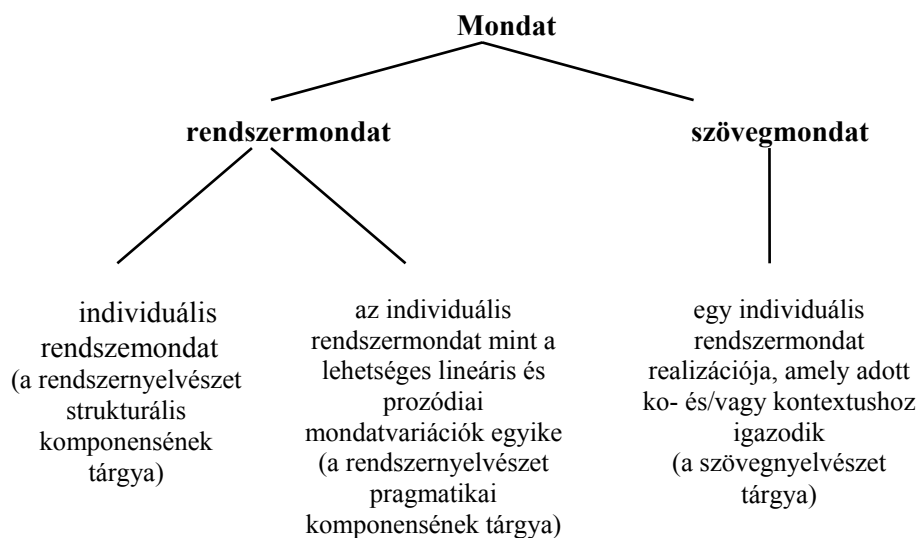 Mondat
rendszermondat
szövegmondat
individuális
rendszemondat
(a rendszernyelvészet
strukturális
komponensének
tárgya)
az individuális
rendszermondat mint a
lehetséges lineáris és
prozódiai
mondatvariációk egyike
(a rendszernyelvészet
pragmatikai
komponensének tárgya)
egy individuális
rendszermondat
realizációja, amely adott
ko- és/vagy kontextushoz
igazodik
(a szövegnyelvészet
tárgya)